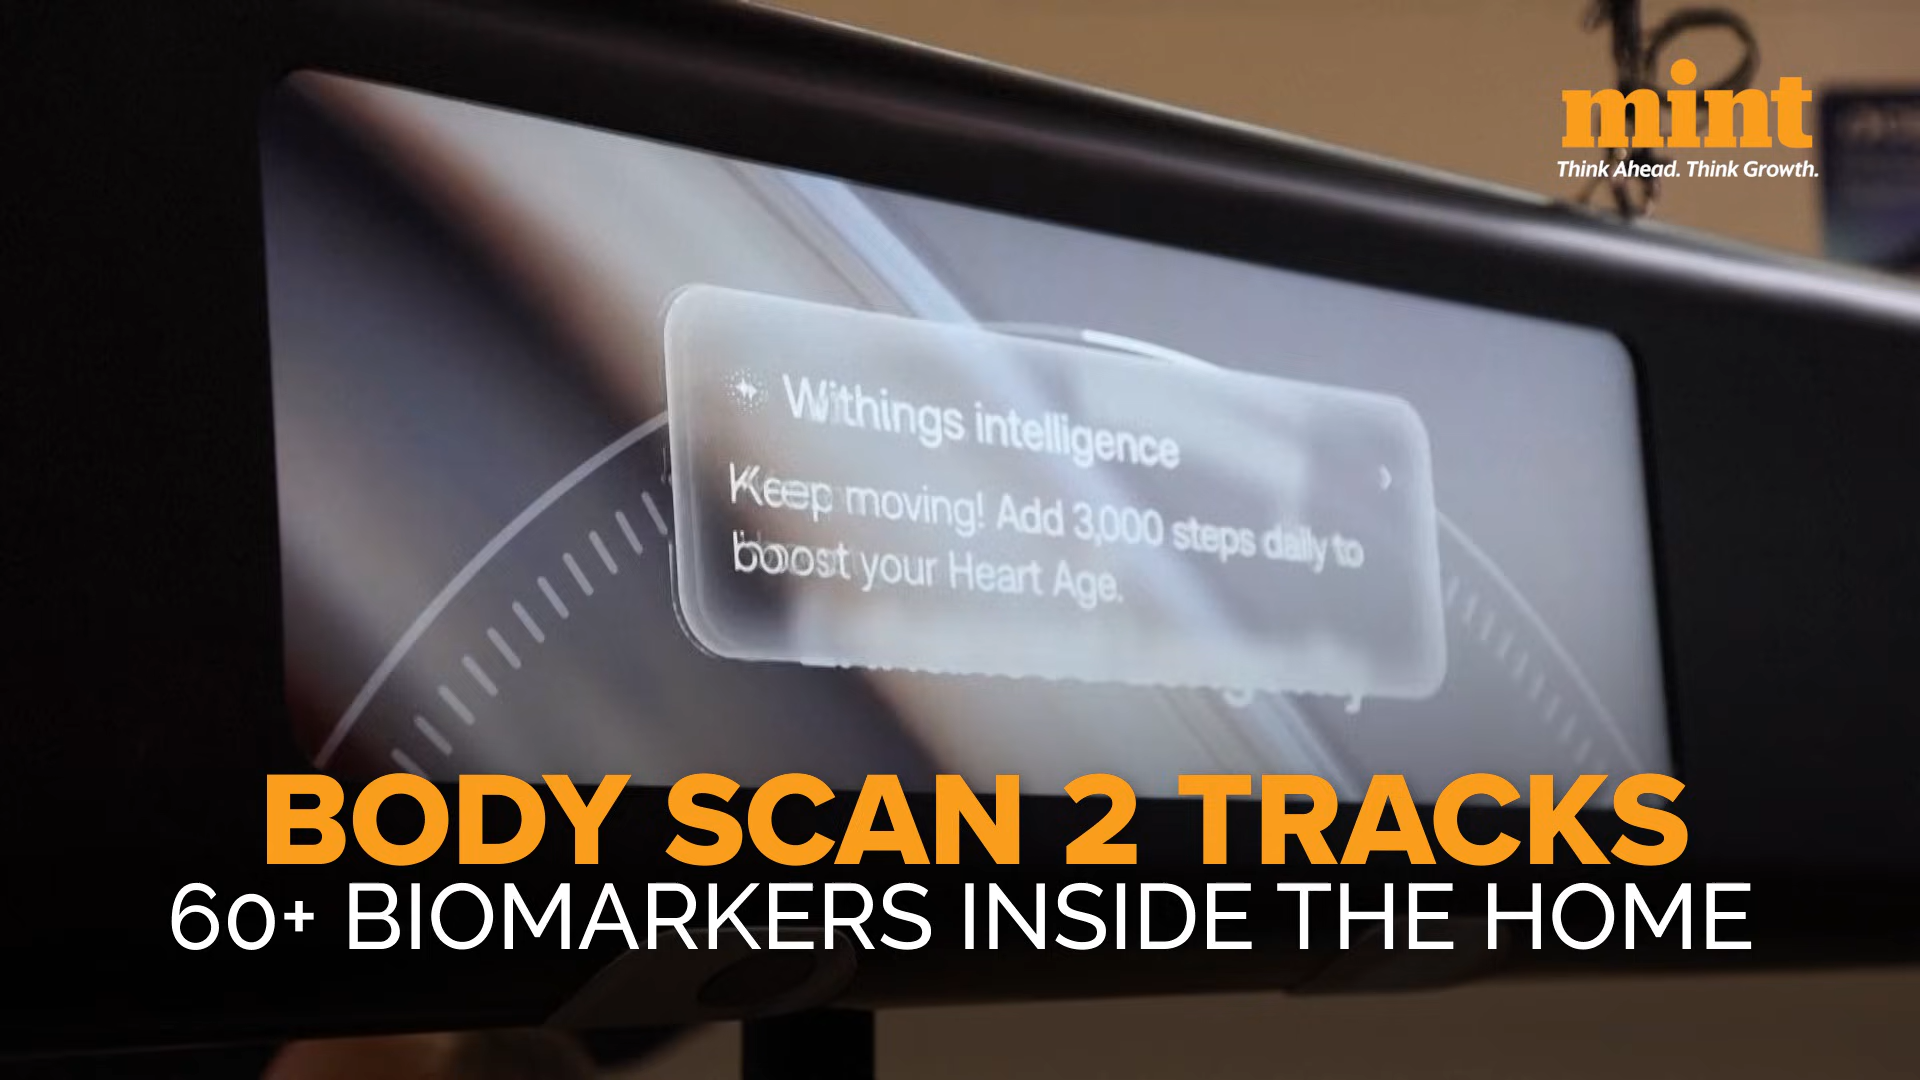 mint
Think Ahead. Think Growth.
Withings intelligence
Keep moving! Add 3,000 steps daily to
boost your Heart Age.
BODY SCAN 2 TRACKS
60+ BIOMARKERS INSIDE THE HOME